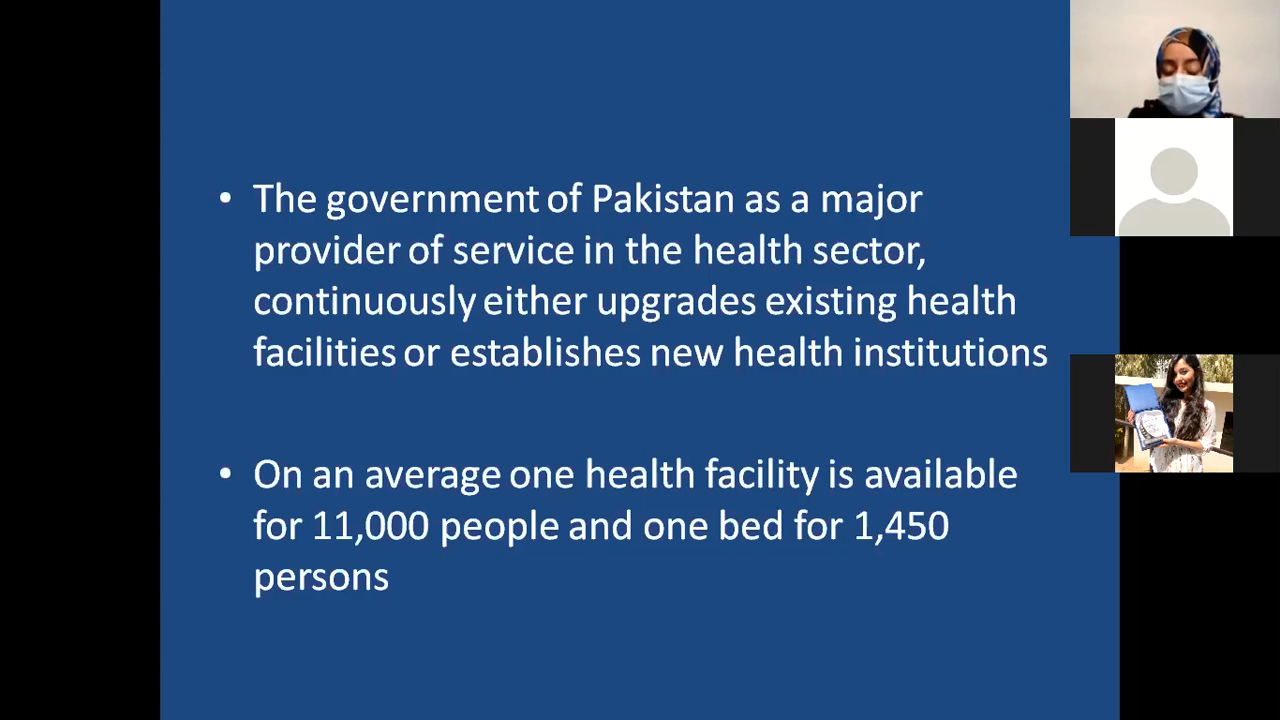 • The government of Pakistan as a major
provider of service in the health sector,
continuously either upgrades existing health
facilities or establishes new health institutions
• On an average one health facility is available
for 11,000 people and one bed for 1,450
persons